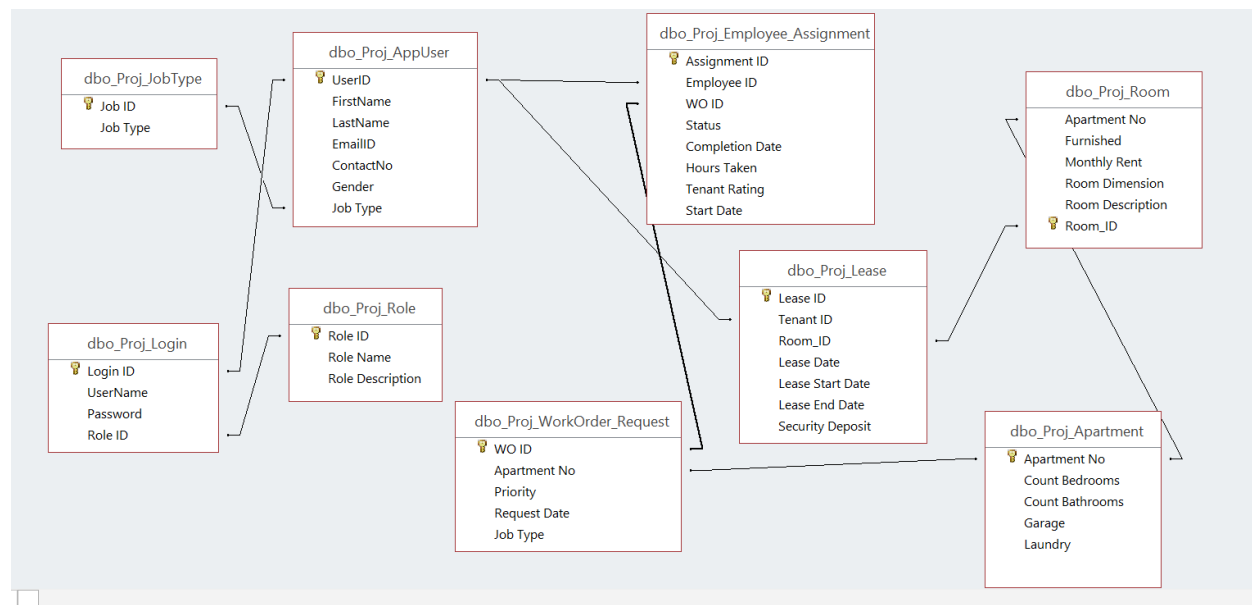 dbo_Proj_JobType
Job ID
Job Type
dbo_Proj_AppUser
UserID
FirstName
LastName
EmailID
ContactNo
Gender
Job Type
dbo_Proj_Employee_Assignment
Assignment ID
Employee ID
WO ID
Status
Completion Date
Hours Taken
Tenant Rating
Start Date
dbo_Proj_Room
Apartment No
Furnished
Monthly Rent
Room Dimension
Room Description
Room_ID
dbo_Proj_Login
Login ID
UserName
Password
Role ID
dbo_Proj_Role
Role ID
Role Name
Role Description
dbo_Proj_Lease
Lease ID
Tenant ID
Room_ID
Lease Date
Lease Start Date
Lease End Date
Security Deposit
dbo_Proj_WorkOrder_Request
WO ID
Apartment No
Priority
Request Date
Job Type
dbo_Proj_Apartment
Apartment No
Count Bedrooms
Count Bathrooms
Garage
Laundry